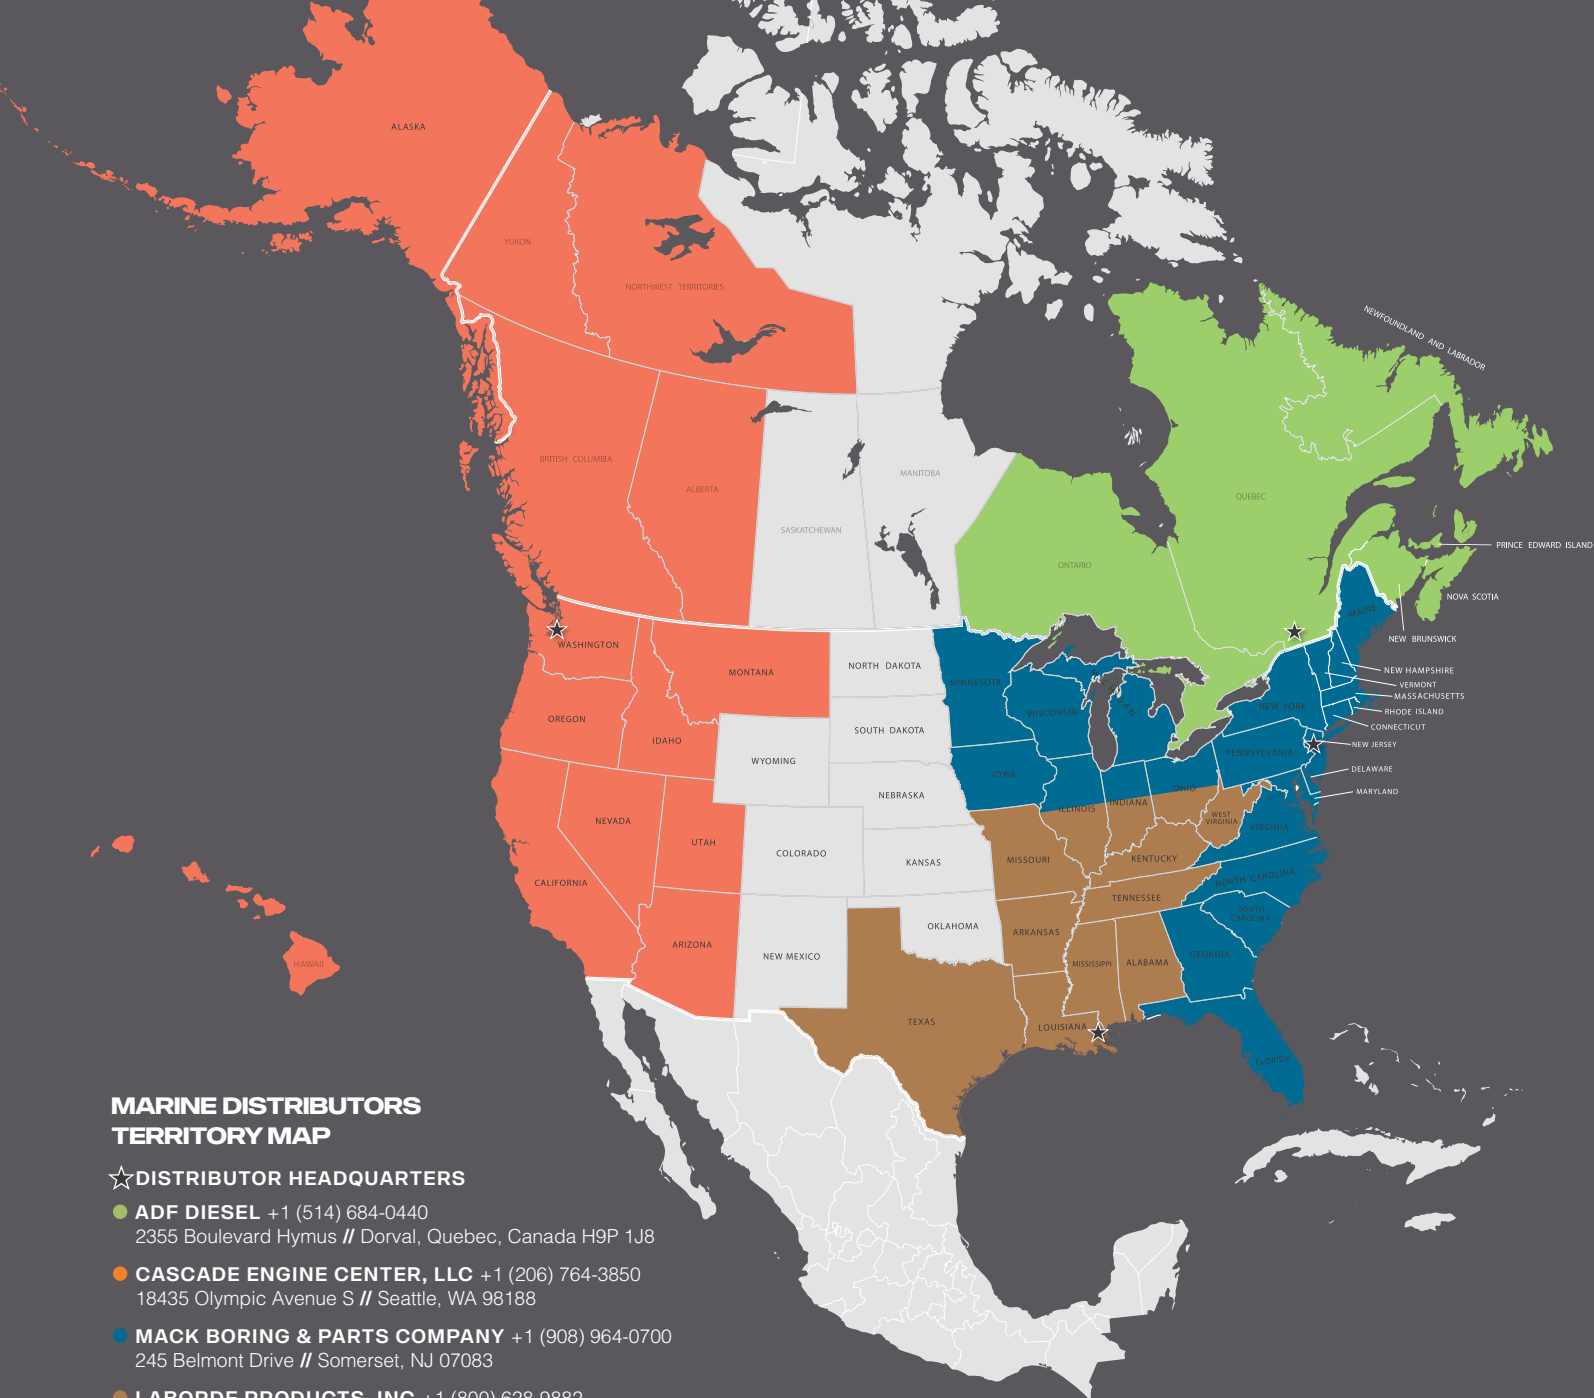 ALASKA
YUKON
NORTHWEST TERRITORIES
NEWFOUNDLAND AND LABRADOR
BRITISH COLUMBIA
ALBERTA
SASKATCHEWAN
MANITOBA
ONTARIO
QUEBEC
PRINCE EDWARD ISLAND
NOVA SCOTIA
NEW BRUNSWICK
MAINE
NEW HAMPSHIRE
VERMONT
MASSACHUSETTS
RHODE ISLAND
CONNECTICUT
NEW YORK
NEW JERSEY
PENNSYLVANIA
DELAWARE
MARYLAND
WASHINGTON
MONTANA
NORTH DAKOTA
MINNESOTA
WISCONSIN
MICHIGAN
OREGON
IDAHO
SOUTH DAKOTA
WYOMING
IOWA
NEBRASKA
ILLINOIS
INDIANA
OHIO
WEST
VIRGINIA
VIRGINIA
NEVADA
UTAH
COLORADO
KANSAS
MISSOURI
KENTUCKY
CALIFORNIA
NORTH CAROLINA
TENNESSEE
SOUTH
CAROLINA
ARIZONA
NEW MEXICO
OKLAHOMA
ARKANSAS
MISSISSIPPI
ALABAMA
GEORGIA
HAWAII
TEXAS
LOUISIANA
FLORIDA
MARINE DISTRIBUTORS
TERRITORY MAP
DISTRIBUTOR HEADQUARTERS
ADF DIESEL +1 (514) 684-0440
2355 Boulevard Hymus // Dorval, Quebec, Canada H9P 1J8
CASCADE ENGINE CENTER, LLC +1 (206) 764-3850
18435 Olympic Avenue S // Seattle, WA 98188
MACK BORING & PARTS COMPANY +1 (908) 964-0700
245 Belmont Drive // Somerset, NJ 07083
LABORDE PRODUCTS, INC +1 (800)